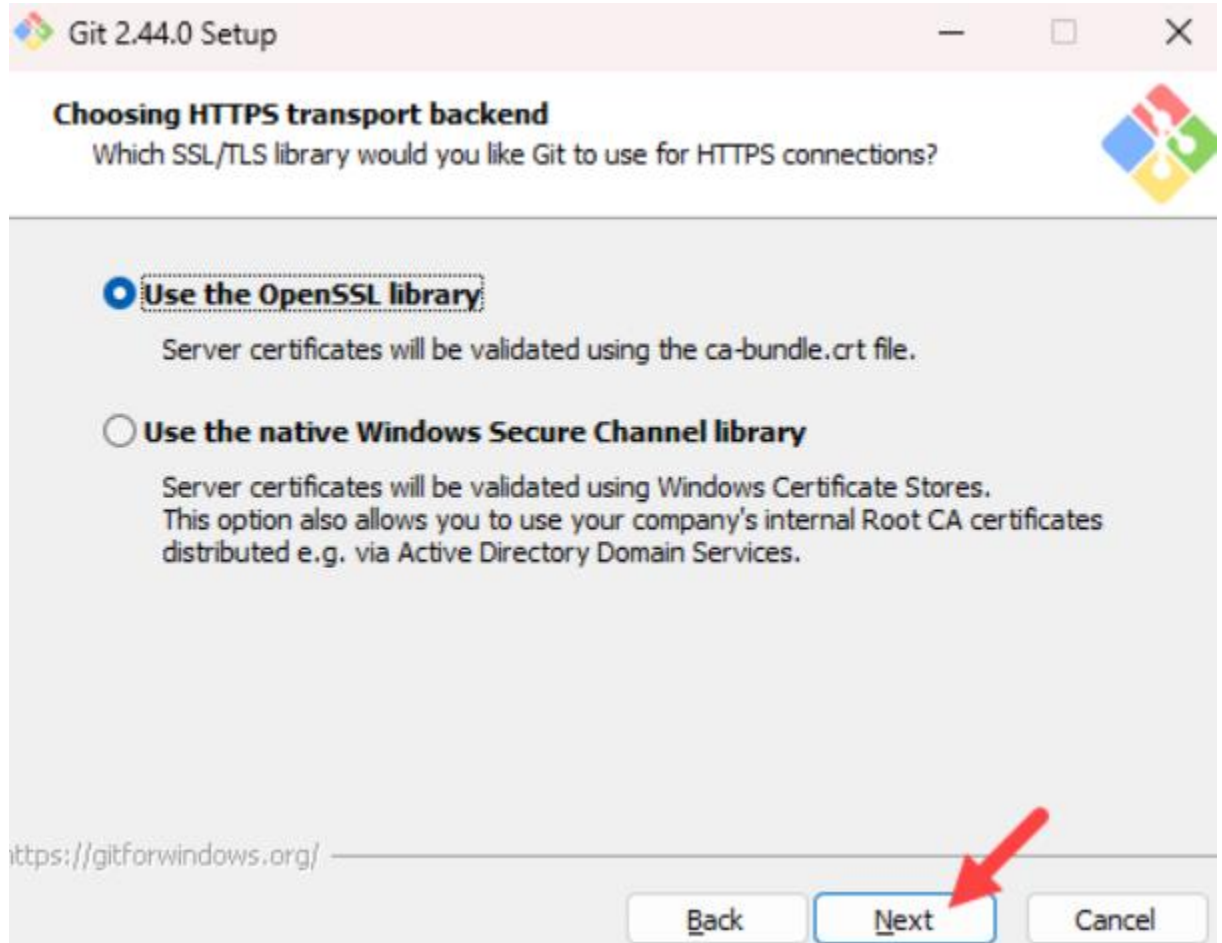 Git 2.44.0 Setup
Choosing HTTPS transport backend
Which SSL/TLS library would you like Git to use for HTTPS connections?
Use the OpenSSL library
Server certificates will be validated using the ca-bundle.crt file.
Use the native Windows Secure Channel library
Server certificates will be validated using Windows Certificate Stores.
This option also allows you to use your company's internal Root CA certificates
distributed e.g. via Active Directory Domain Services.
ttps://gitforwindows.org/
Back Next Cancel